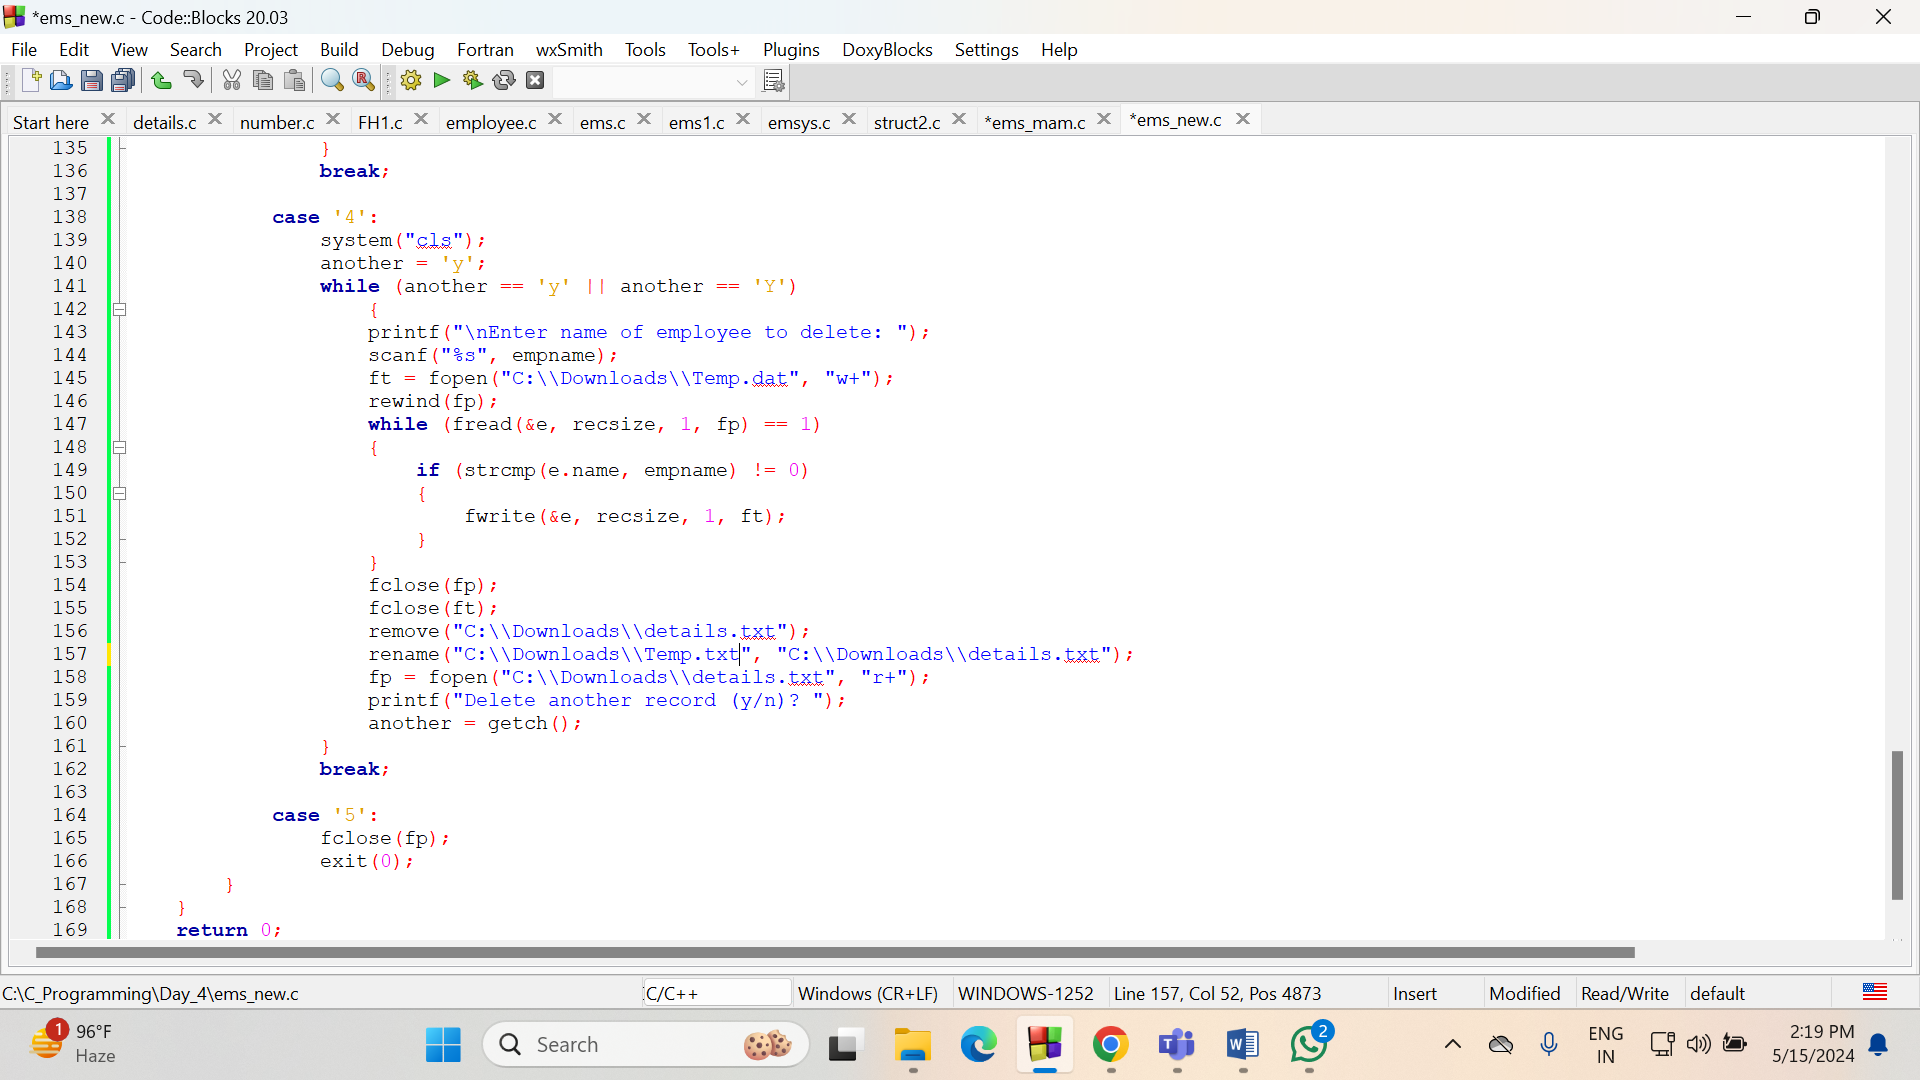 *ems_new.c - Code::Blocks 20.03
File Edit View Search Project Build Debug Fortran wxSmith Tools Tools+ Plugins DoxyBlocks Settings Help
Start here details.c number.c FH1.c employee.c ems.c ems1.c emsys.c struct2.c *ems_mam.c *ems_new.c
135 }
136 break;
137
138 case '4':
139 system("cls");
140 another = 'y';
141 while (another == 'y' || another == 'Y')
142 {
143 printf("\nEnter name of employee to delete: ");
144 scanf("%s", empname);
145 ft = fopen("C:\\Downloads\\Temp.dat", "w+");
146 rewind(fp);
147 while (fread(&e, recsize, 1, fp) == 1)
148 {
149 if (strcmp(e.name, empname) != 0)
150 {
151 fwrite(&e, recsize, 1, ft);
152 }
153 }
154 fclose(fp);
155 fclose(ft);
156 remove("C:\\Downloads\\details.txt");
157 rename("C:\\Downloads\\Temp.txt", "C:\\Downloads\\details.txt");
158 fp = fopen("C:\\Downloads\\details.txt", "r+");
159 printf("Delete another record (y/n)? ");
160 another = getch();
161 }
162 break;
163
164 case '5':
165 fclose(fp);
166 exit(0);
167 }
168 }
169 return 0;
C:\C_Programming\Day_4\ems_new.c C/C++ Windows (CR+LF) WINDOWS-1252 Line 157, Col 52, Pos 4873 Insert Modified Read/Write default
1 96°F
Haze
Search
2
ENG
IN
2:19 PM
5/15/2024